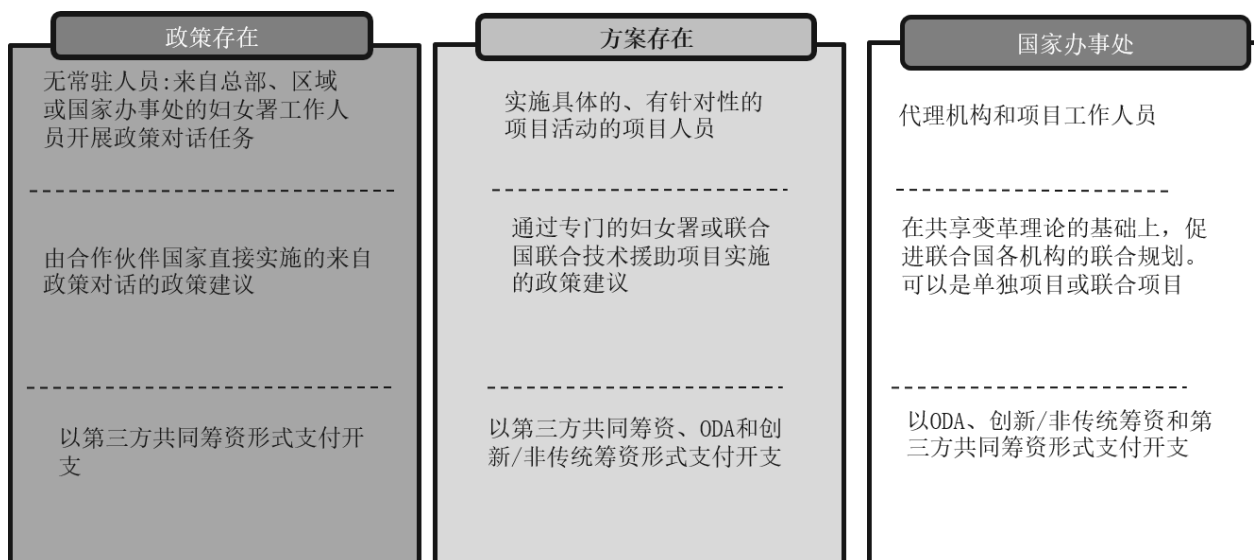 政策存在
无常驻人员:来自总部、区域
或国家办事处的妇女署工作人
员开展政策对话任务
由合作伙伴国家直接实施的来自
政策对话的政策建议
以第三方共同筹资形式支付开
支
方案存在
实施具体的、有针对性的
项目活动的项目人员
通过专门的妇女署或联合
国联合技术援助项目实施
的政策建议
以第三方共同筹资、ODA和创
新/非传统筹资形式支付开支
国家办事处
代理机构和项目工作人员
在共享变革理论的基础上，促
进联合国各机构的联合规划。
可以是单独项目或联合项目
以ODA、创新/非传统筹资和第
三方共同筹资形式支付开支